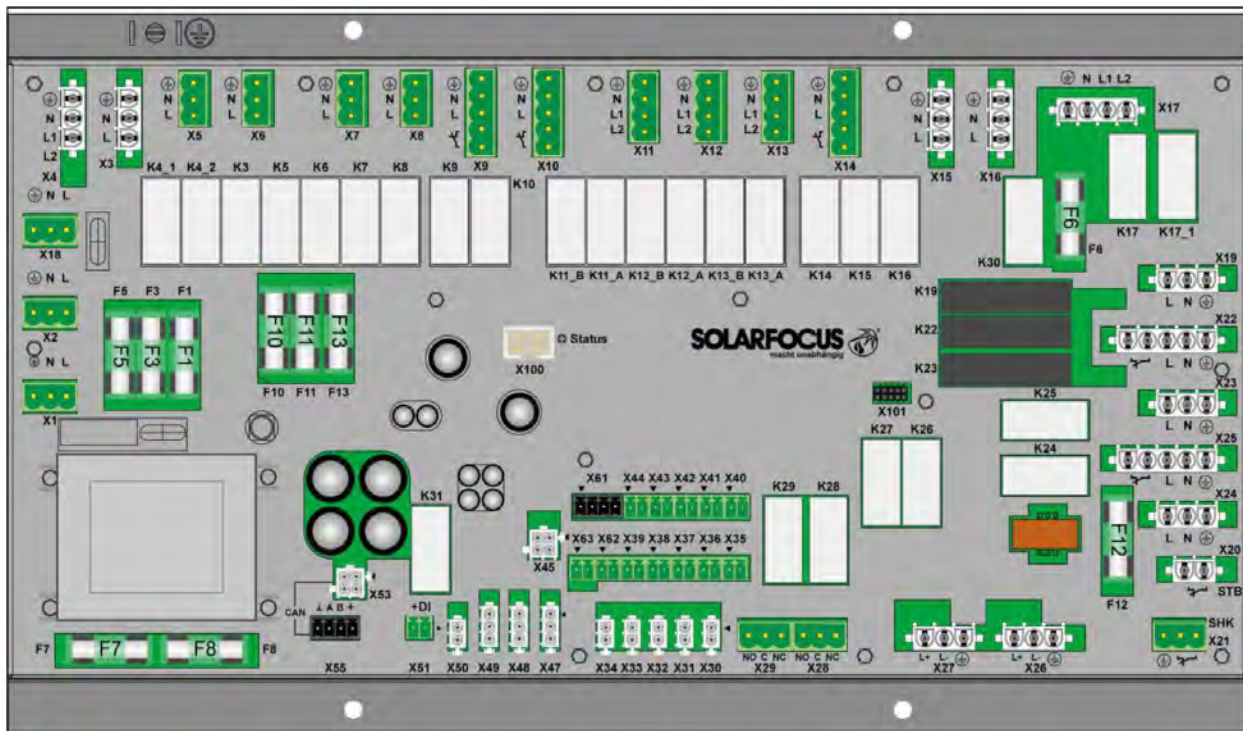 N L1 L2
X17
N
L1
L2
X4
N
L
X3
N
L
X5
N
L
X6
N
L
X7
N
L
X8
N
L
X9
N
L
X10
N
L1
L2
X11
N
L1
L2
X12
N
L1
L2
X13
N
L
X14
N
L
X15
N
L
X16
K4_1 K4_2 K3 K5 K6 K7 K8 K9 K10
N L
X18
F6
F6
K17 K17_1
K11_B K11_A K12_B K12_A K13_B K13_A K14 K15 K16 K30
X19
L N
N L
X2
F5 F3 F1
F5 F3 F1
F10 F11 F13
F10 F11 F13
Status
X100
SOLARFOCUS
macht unabhängig
K19
K22
K23
X22
L N
N L
X1
X101
X23
L N
K27 K26
K25
K24
X25
L N
X61 X44 X43 X42 X41 X40
K31
K29 K28
X24
L N
F12
F12
X63 X62 X39 X38 X37 X36 X35
X45
X20
STB
X53
CAN
A B +
X55
+DI
X51 X50 X49 X48 X47
X34 X33 X32 X31 X30
NO C NC NO C NC
X29 X28
L+ L-
X27
L+ L-
X26
SHK
X21
F7 F7 F8 F8